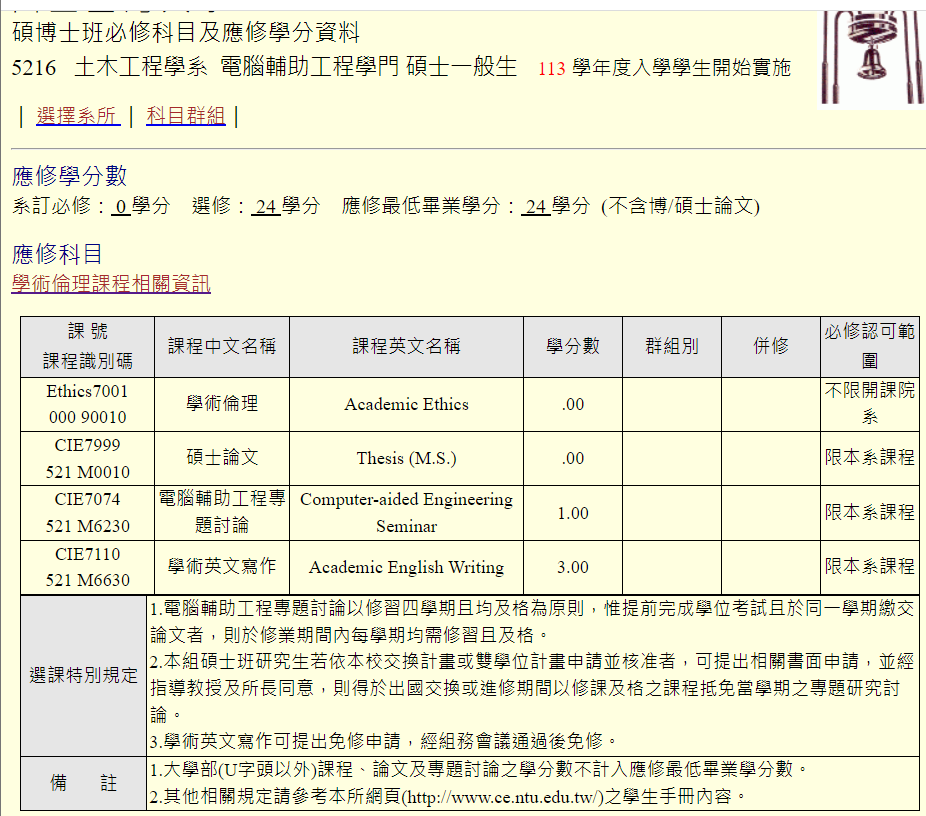 碩博士班必修科目及應修學分資料
5216 土木工程學系 電腦輔助工程學門 碩士一般生 113 學年度入學學生開始實施
| 選擇系所 | 科目群組 |
應修學分數
系訂必修： 0 學分 選修： 24 學分 應修最低畢業學分： 24 學分 (不含博/碩士論文)
應修科目
學術倫理課程相關資訊
課 號
課程識別碼
課程中文名稱
課程英文名稱
學分數
群組別
併修
必修認可範
圍
Ethics7001
000 90010
學術倫理
Academic Ethics
.00
不限開課院
系
CIE7999
521 M0010
碩士論文
Thesis (M.S.)
.00
限本系課程
CIE7074
521 M6230
電腦輔助工程專
題討論
Computer-aided Engineering
Seminar
1.00
限本系課程
CIE7110
521 M6630
學術英文寫作
Academic English Writing
3.00
限本系課程
選課特別規定
1.電腦輔助工程專題討論以修習四學期且均及格為原則，惟提前完成學位考試且於同一學期繳交
論文者，則於修業期間內每學期均需修習且及格。
2.本組碩士班研究生若依本校交換計畫或雙學位計畫申請並核准者，可提出相關書面申請，並經
指導教授及所長同意，則得於出國交換或進修期間以修課及格之課程抵免當學期之專題研究討
論。
3.學術英文寫作可提出免修申請，經組務會議通過後免修。
備 註
1.大學部(U字頭以外)課程、論文及專題討論之學分數不計入應修最低畢業學分數。
2.其他相關規定請參考本所網頁(http://www.ce.ntu.edu.tw/)之學生手冊內容。